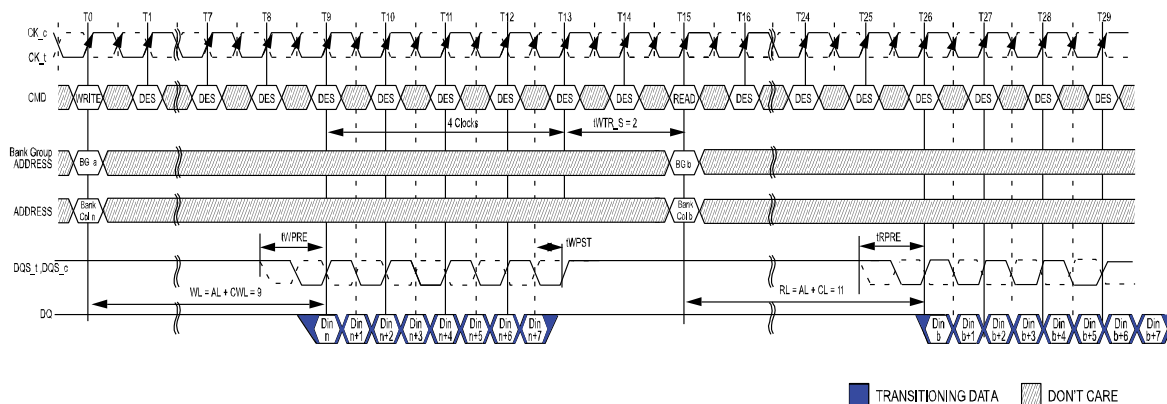 T0 T1 T7 T8 T9 T10 T11 T12 T13 T14 T15 T16 T24 T25 T26 T27 T28 T29
CK_c
CK_t
CMD WRITE DES DES DES DES DES DES DES DES DES READ DES DES DES DES DES DES DES
4 Clocks tWTR_S = 2
Bank Group
ADDRESS BG a BG b
ADDRESS Bank Col n Bank Col b
tWPRE tWPST tRPRE
DQS_t,DQS_c
WL = AL + CWL = 9 RL = AL + CL = 11
DQ Din n Din n+1 Din n+2 Din n+3 Din n+4 Din n+5 Din n+6 Din n+7 Din b Din b+1 Din b+2 Din b+3 Din b+4 Din b+5 Din b+6 Din b+7
TRANSITIONING DATA DON'T CARE